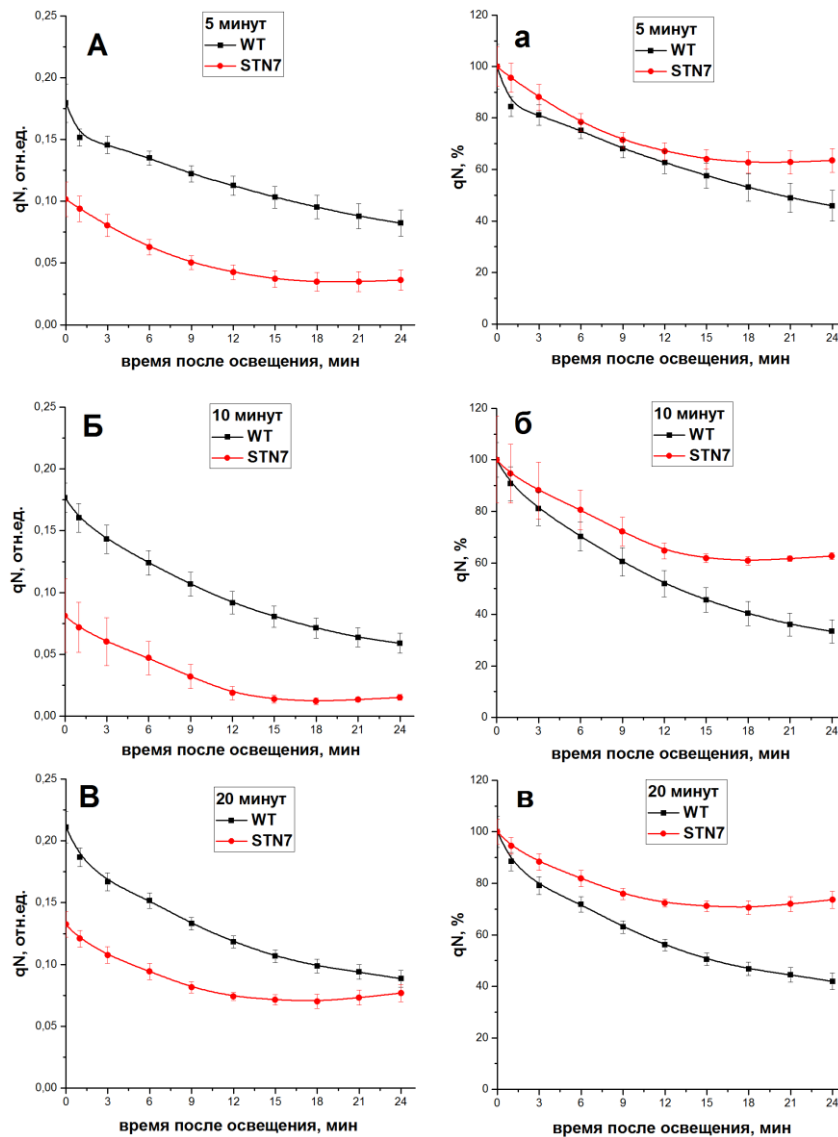 А
5 минут
WT
STN7
qN, отн.ед.
0,25
0,20
0,15
0,10
0,05
0,00
0 3 6 9 12 15 18 21 24
время после освещения, мин
а
5 минут
WT
STN7
qN, %
120
100
80
60
40
20
0
0 3 6 9 12 15 18 21 24
время после освещения, мин
Б
10 минут
WT
STN7
qN, отн.ед.
0,25
0,20
0,15
0,10
0,05
0,00
0 3 6 9 12 15 18 21 24
время после освещения, мин
б
10 минут
WT
STN7
qN, %
120
100
80
60
40
20
0
0 3 6 9 12 15 18 21 24
время после освещения, мин
В
20 минут
WT
STN7
qN, отн.ед.
0,25
0,20
0,15
0,10
0,05
0,00
0 3 6 9 12 15 18 21 24
время после освещения, мин
в
20 минут
WT
STN7
qN, %
120
100
80
60
40
20
0
0 3 6 9 12 15 18 21 24
время после освещения, мин